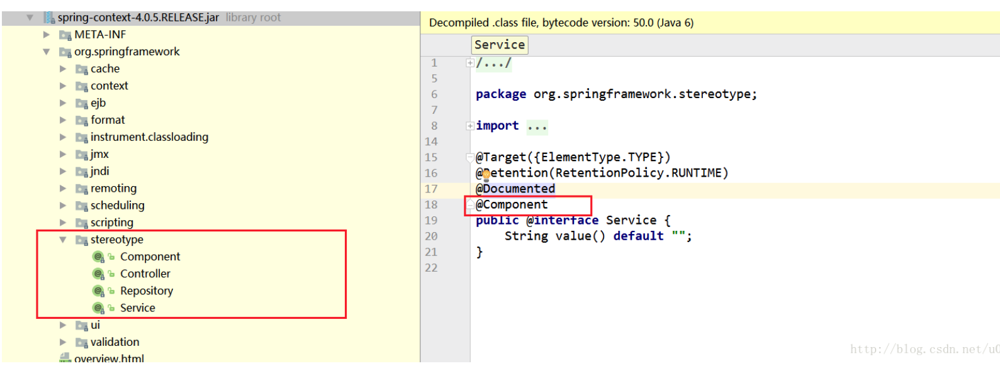 spring-context-4.0.5.RELEASE.jar library root
META-INF
org.springframework
cache
context
ejb
format
instrument.classloading
jmx
jndi
remoting
scheduling
scripting
stereotype
Component
Controller
Repository
Service
ui
validation
overview.html
Decompiled .class file, bytecode version: 50.0 (Java 6)
Service
1 /.../
5
6 package org.springframework.stereotype;
7
8 import ...
14
15 @Target({ElementType.TYPE})
16 @Retention(RetentionPolicy.RUNTIME)
17 @Documented
18 @Component
19 public @interface Service {
20 String value() default "";
21 }
22
http://blog.csdn.net/u0